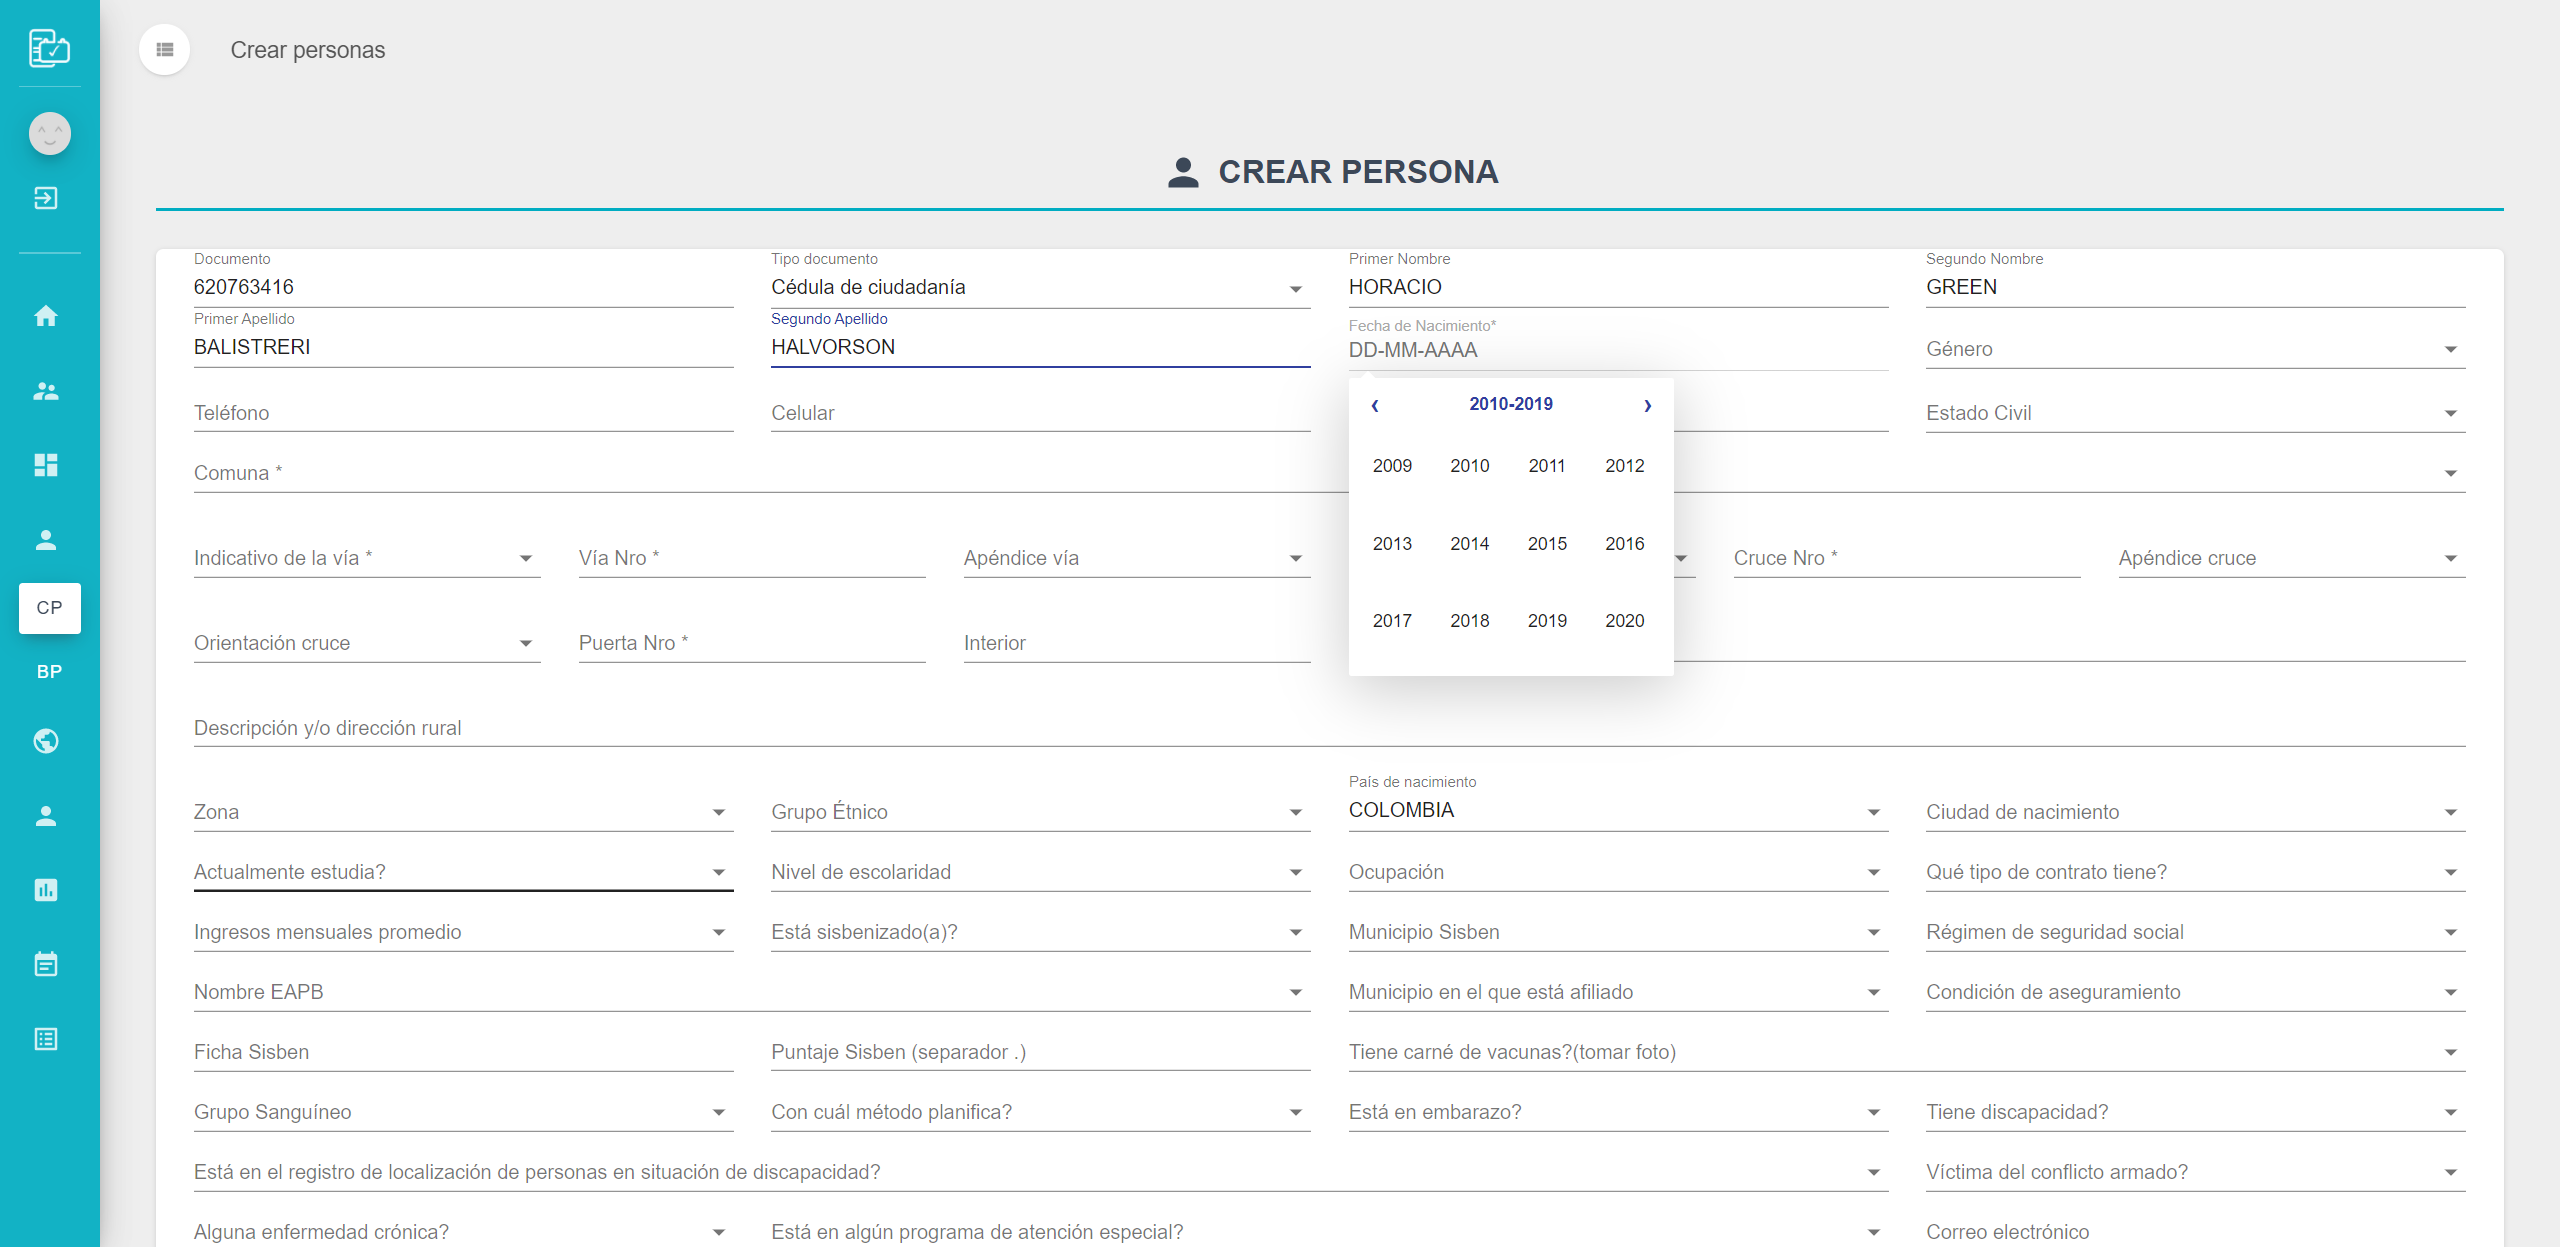 Crear personas
CREAR PERSONA
Documento
620763416
Tipo documento
Cédula de ciudadanía
Primer Nombre
HORACIO
Segundo Nombre
GREEN
Primer Apellido
BALISTRERI
Segundo Apellido
HALVORSON
Fecha de Nacimiento*
DD-MM-AAAA
Género
‹ 2010-2019 ›
2009 2010 2011 2012
2013 2014 2015 2016
2017 2018 2019 2020
Teléfono
Celular
Estado Civil
Comuna *
Indicativo de la vía *
Vía Nro *
Apéndice vía
Cruce Nro *
Apéndice cruce
Orientación cruce
Puerta Nro *
Interior
Descripción y/o dirección rural
Zona
Grupo Étnico
País de nacimiento
COLOMBIA
Ciudad de nacimiento
Actualmente estudia?
Nivel de escolaridad
Ocupación
Qué tipo de contrato tiene?
Ingresos mensuales promedio
Está sisbenizado(a)?
Municipio Sisben
Régimen de seguridad social
Nombre EAPB
Municipio en el que está afiliado
Condición de aseguramiento
Ficha Sisben
Puntaje Sisben (separador .)
Tiene carné de vacunas?(tomar foto)
Grupo Sanguíneo
Con cuál método planifica?
Está en embarazo?
Tiene discapacidad?
Está en el registro de localización de personas en situación de discapacidad?
Víctima del conflicto armado?
Alguna enfermedad crónica?
Está en algún programa de atención especial?
Correo electrónico
CP
BP